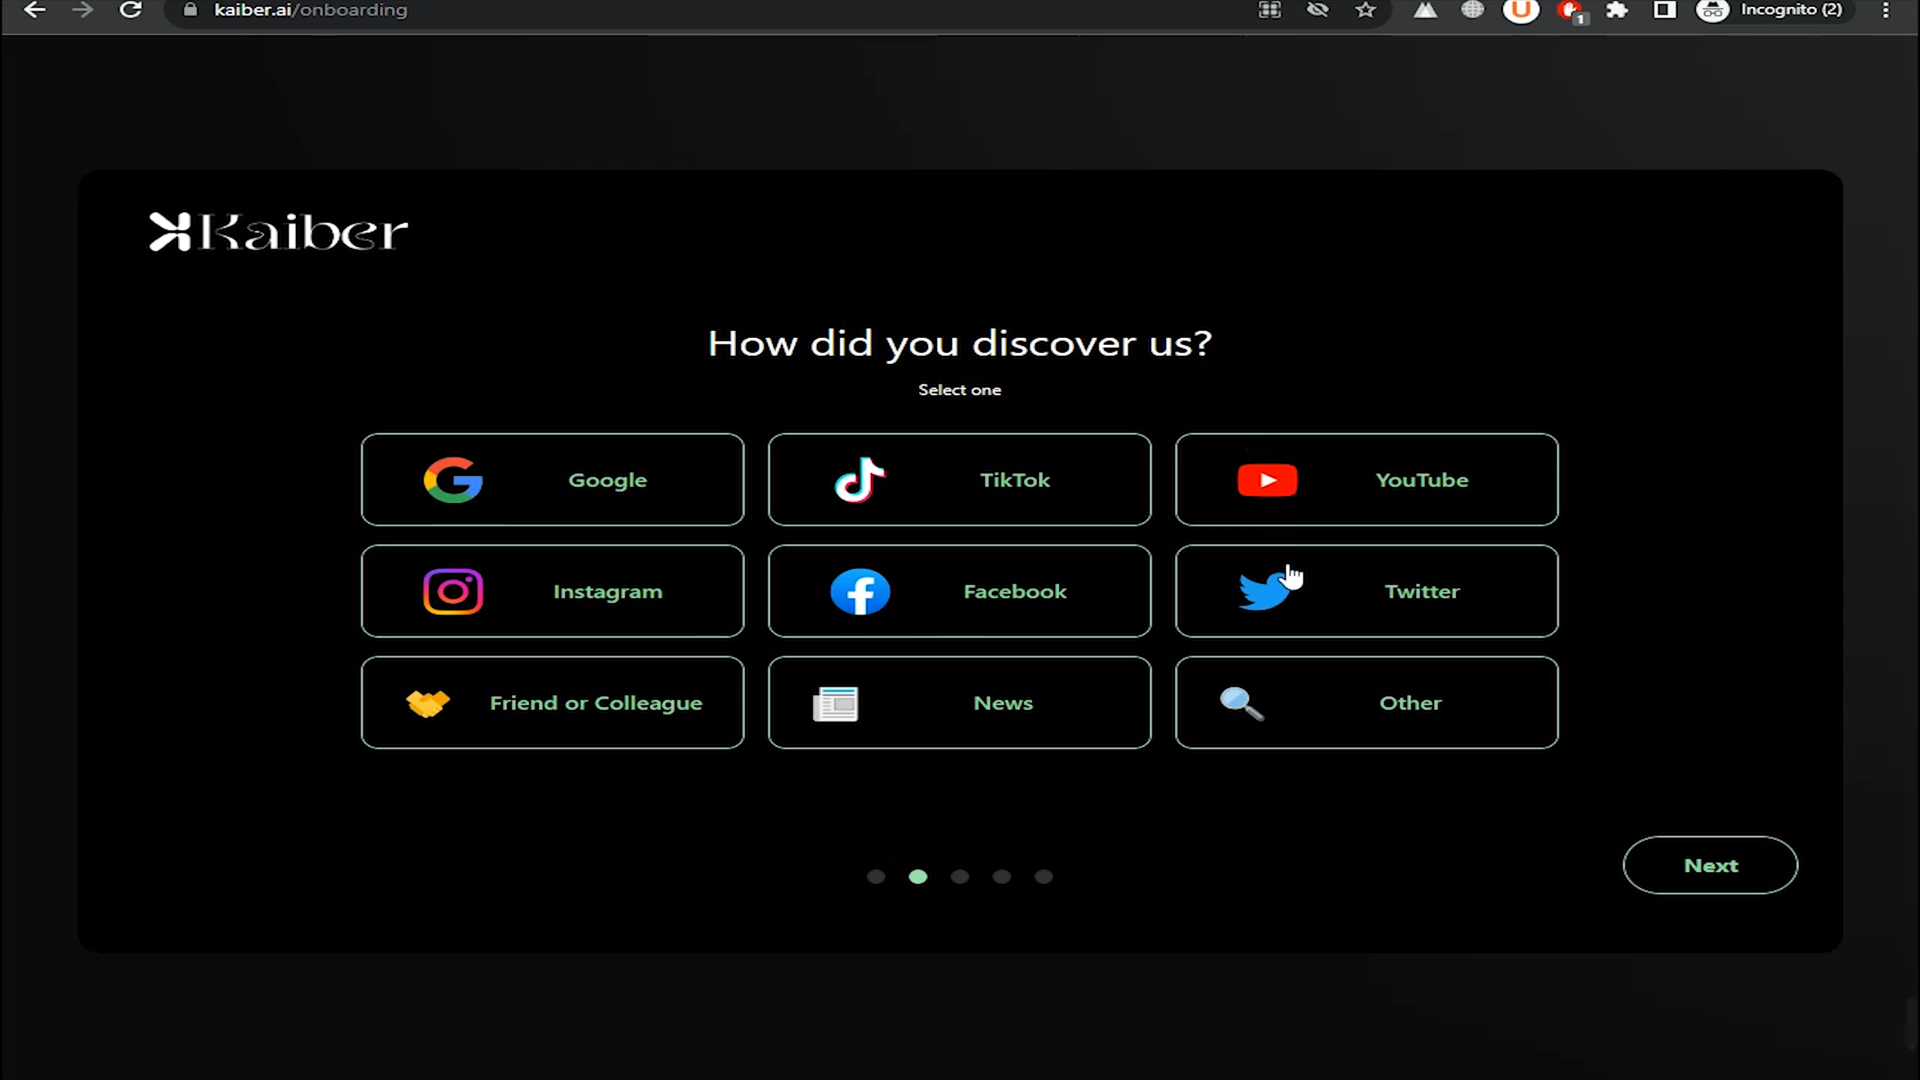 kaiber.ai/onboarding
1
Incognito (2)
Kaiber
How did you discover us?
Select one
Google
TikTok
YouTube
Instagram
Facebook
Twitter
Friend or Colleague
News
Other
Next